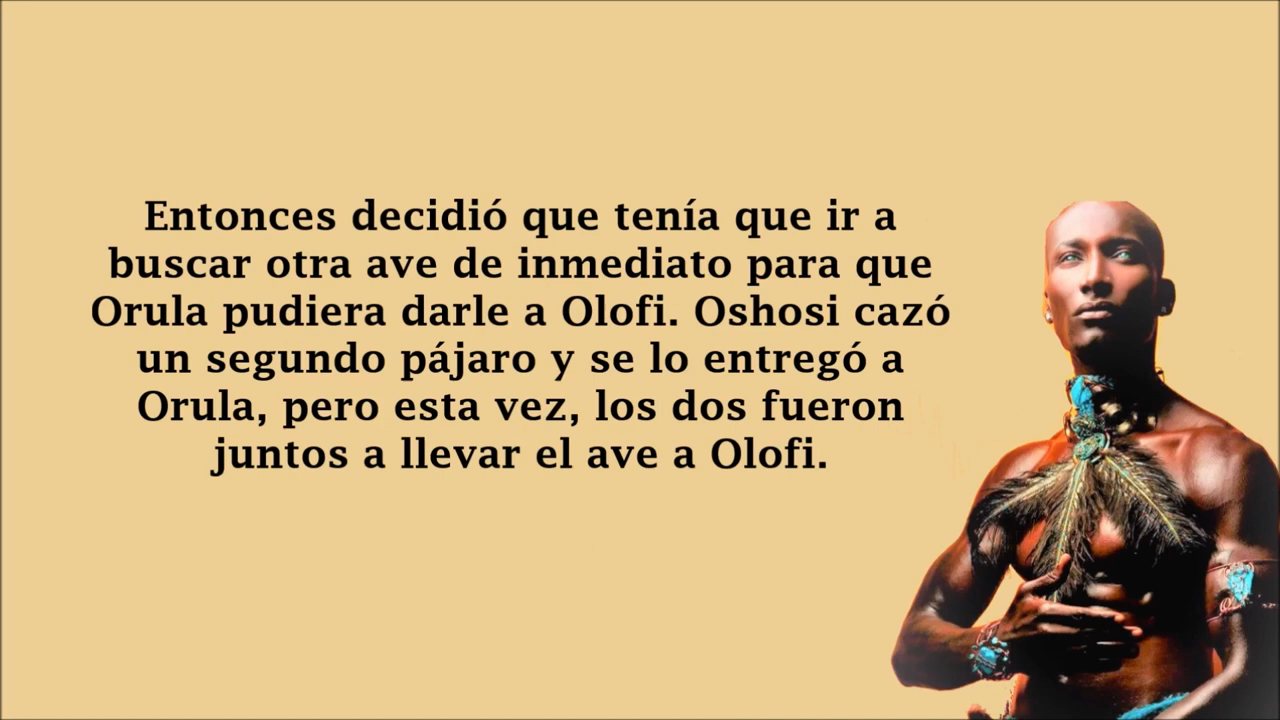 Entonces decidió que tenía que ir a
buscar otra ave de inmediato para que
Orula pudiera darle a Olofi. Oshosi cazó
un segundo pájaro y se lo entregó a
Orula, pero esta vez, los dos fueron
juntos a llevar el ave a Olofi.